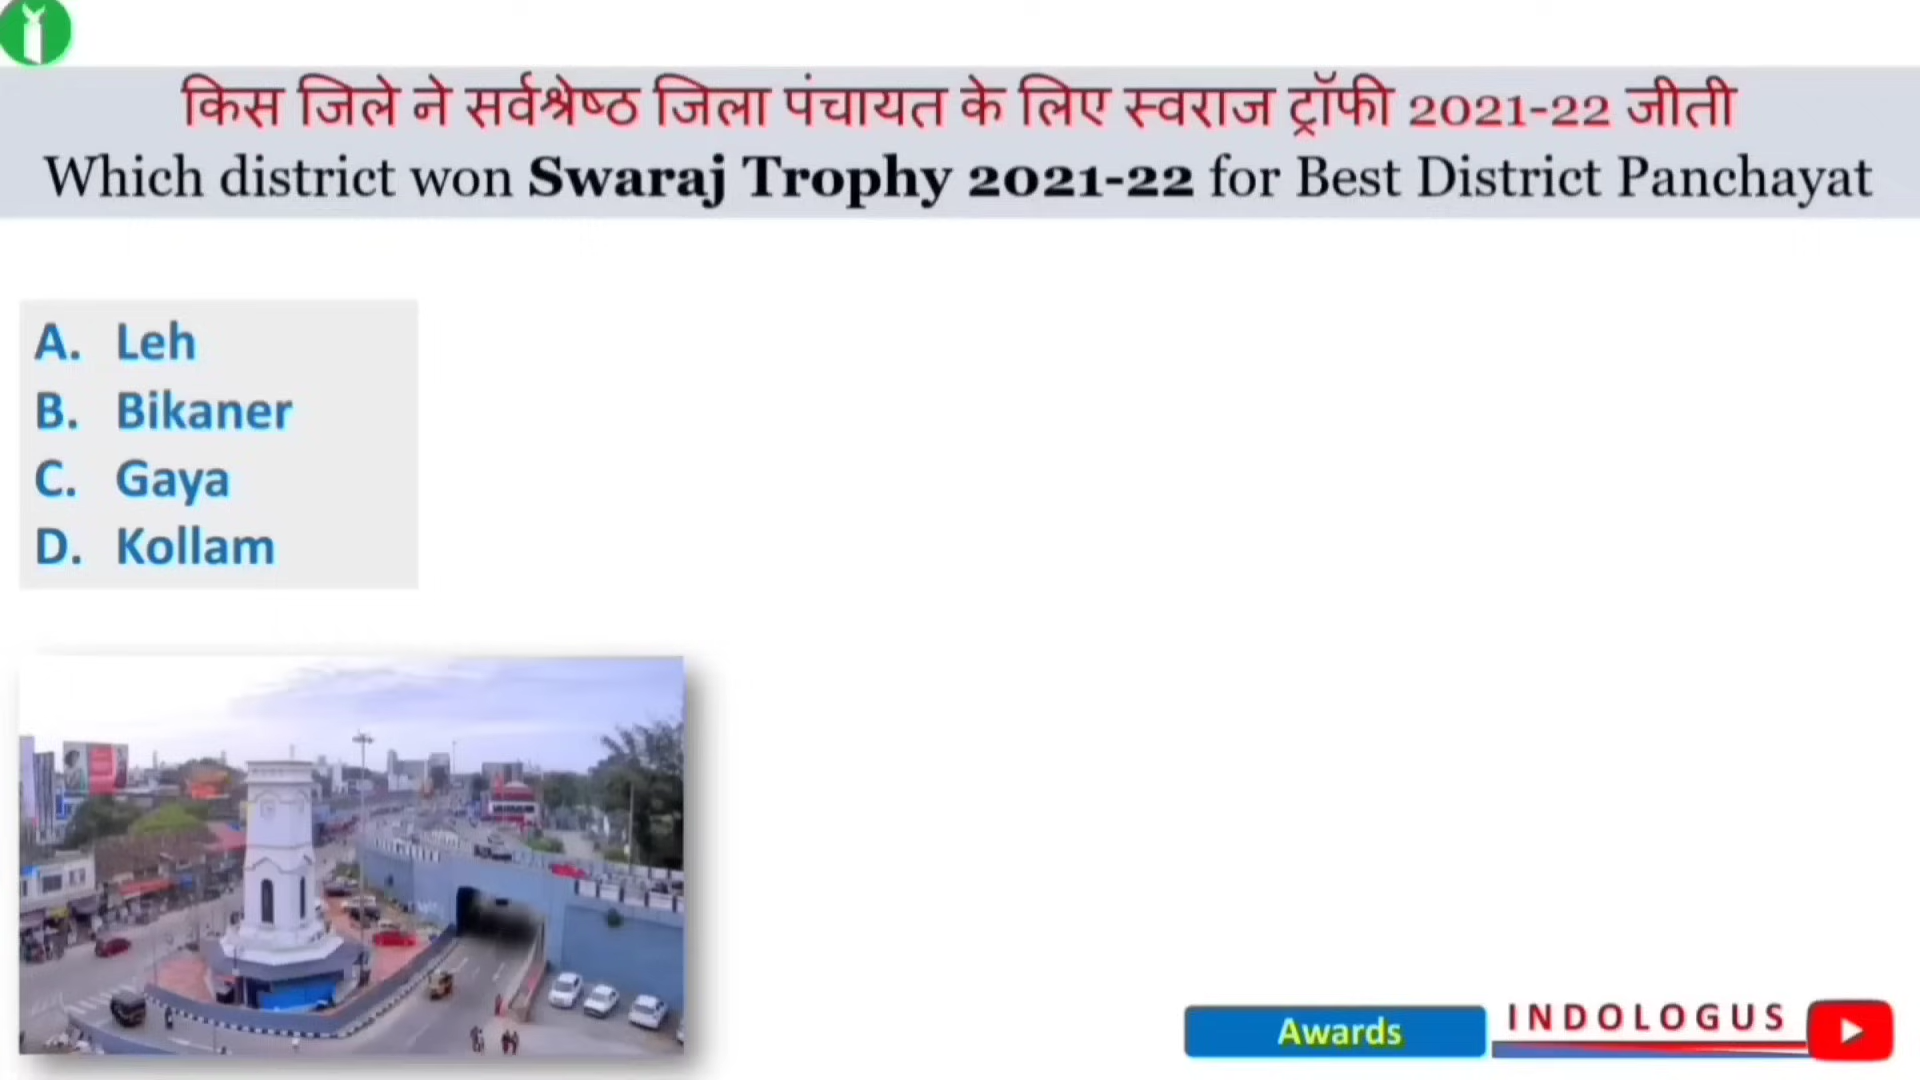 किस जिले ने सर्वश्रेष्ठ जिला पंचायत के लिए स्वराज ट्रॉफी 2021-22 जीती
Which district won Swaraj Trophy 2021-22 for Best District Panchayat
A. Leh
B. Bikaner
C. Gaya
D. Kollam
Awards
INDOLOGUS